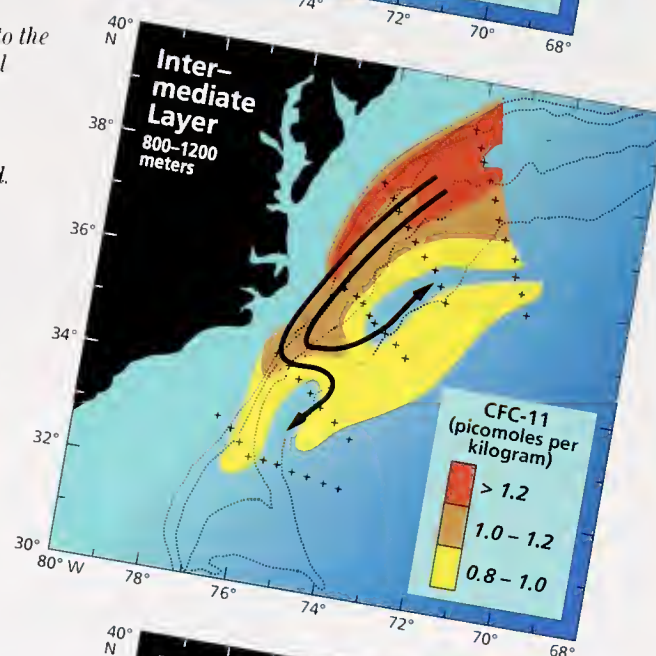 74°
72°
70°
68°
to the
l
d.
40°
N
38°
36°
34°
32°
30°
80° W
78°
76°
74°
72°
70°
68°
Inter–
mediate
Layer
800–1200
meters
CFC-11
(picomoles per
kilogram)
> 1.2
1.0 – 1.2
0.8 – 1.0
40°
N